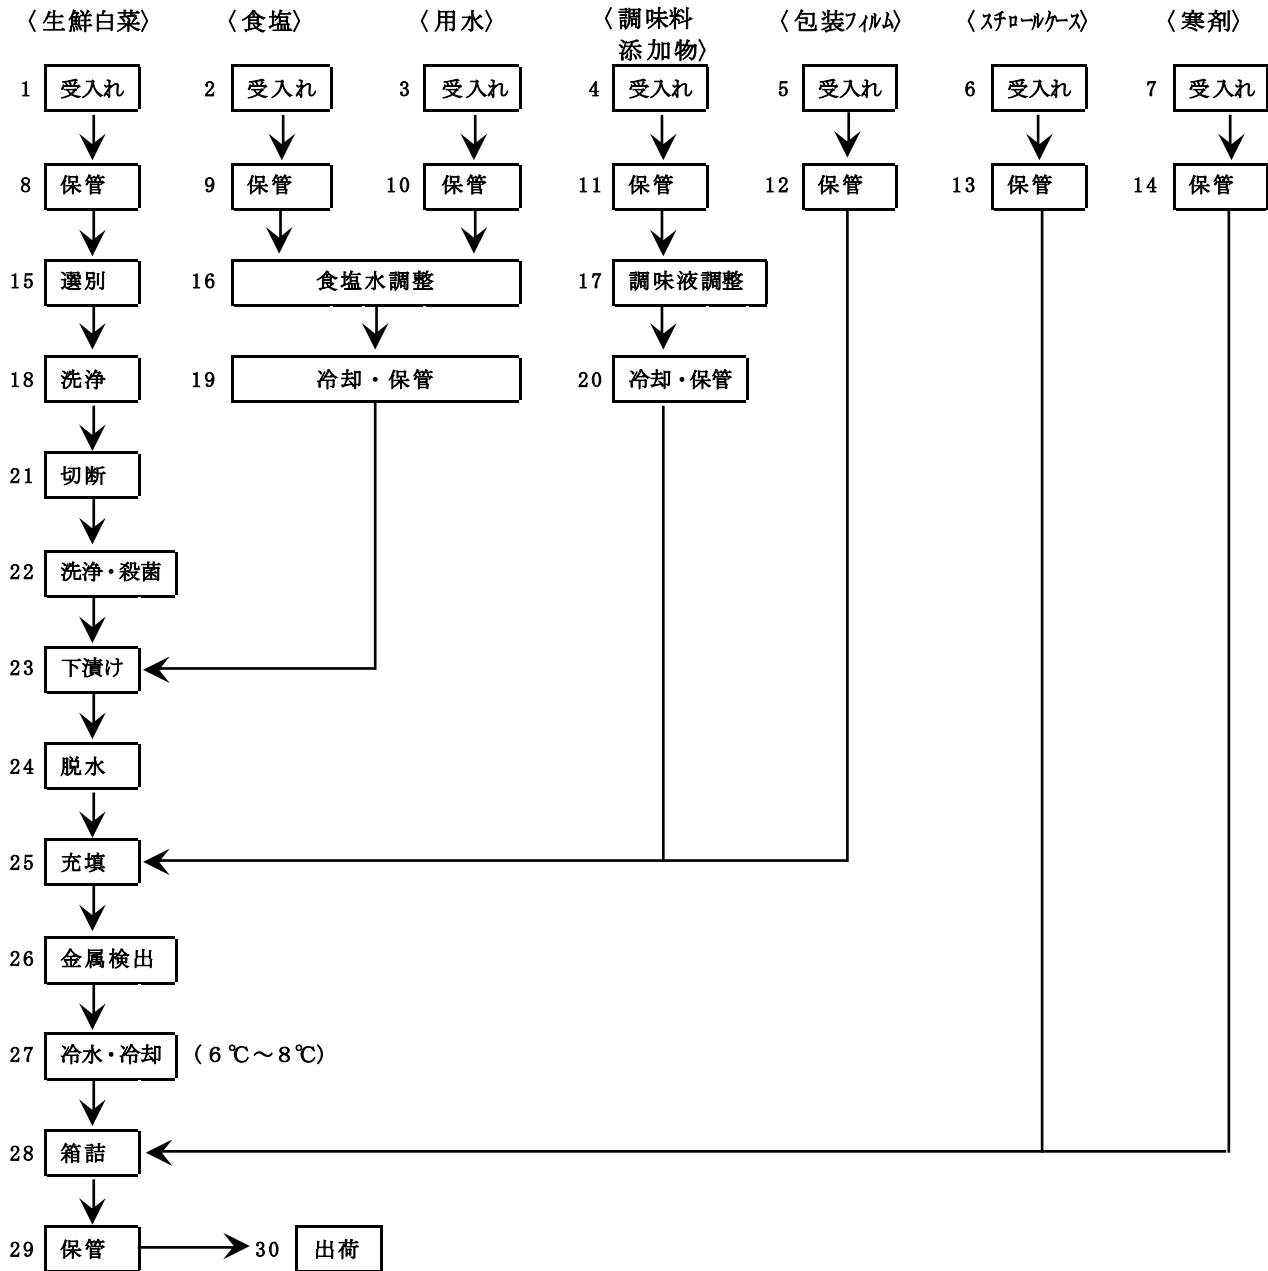 〈生鮮白菜〉 〈食塩〉 〈用水〉 〈調味料 〈包装フィルム〉 〈スチロールケース〉 〈寒剤〉
添加物〉
1 受入れ 2 受入れ 3 受入れ 4 受入れ 5 受入れ 6 受入れ 7 受入れ
8 保管 9 保管 10 保管 11 保管 12 保管 13 保管 14 保管
15 選別 16 食塩水調整 17 調味液調整
18 洗浄 19 冷却・保管 20 冷却・保管
21 切断
22 洗浄・殺菌
23 下漬け
24 脱水
25 充填
26 金属検出
27 冷水・冷却 (6℃～8℃)
28 箱詰
29 保管 30 出荷